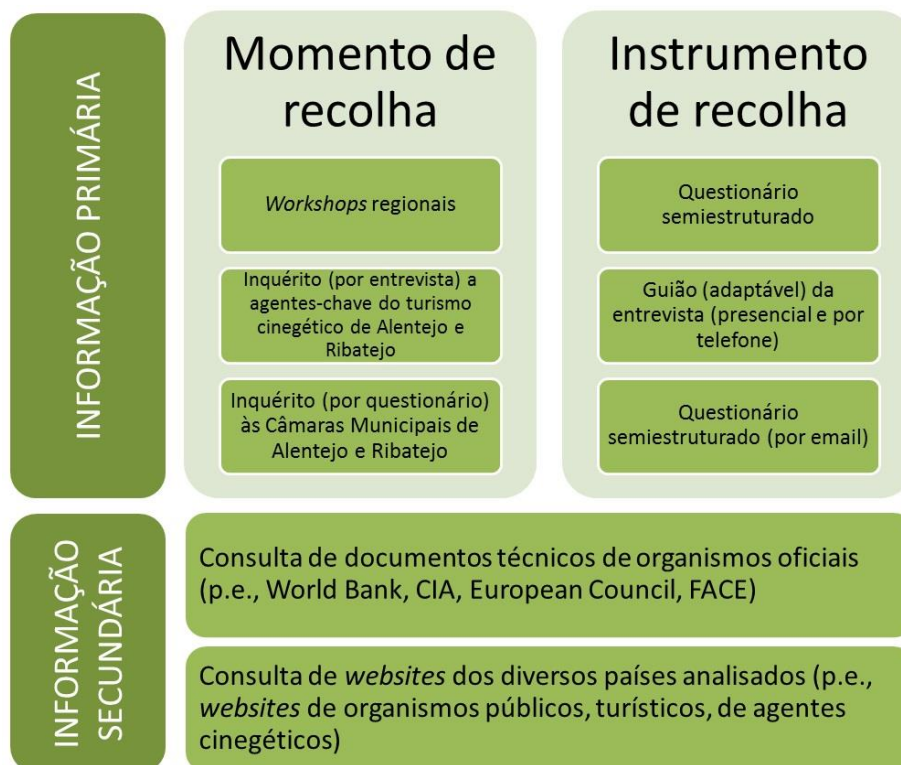 INFORMAÇÃO PRIMÁRIA
Momento de
recolha
Workshops regionais
Inquérito (por entrevista) a
agentes-chave do turismo
cinegético de Alentejo e
Ribatejo
Inquérito (por questionário)
às Câmaras Municipais de
Alentejo e Ribatejo
Instrumento
de recolha
Questionário
semiestruturado
Guião (adaptável) da
entrevista (presencial e por
telefone)
Questionário
semiestruturado (por email)
INFORMAÇÃO
SECUNDÁRIA
Consulta de documentos técnicos de organismos oficiais
(p.e., World Bank, CIA, European Council, FACE)
Consulta de websites dos diversos países analisados (p.e.,
websites de organismos públicos, turísticos, de agentes
cinegéticos)